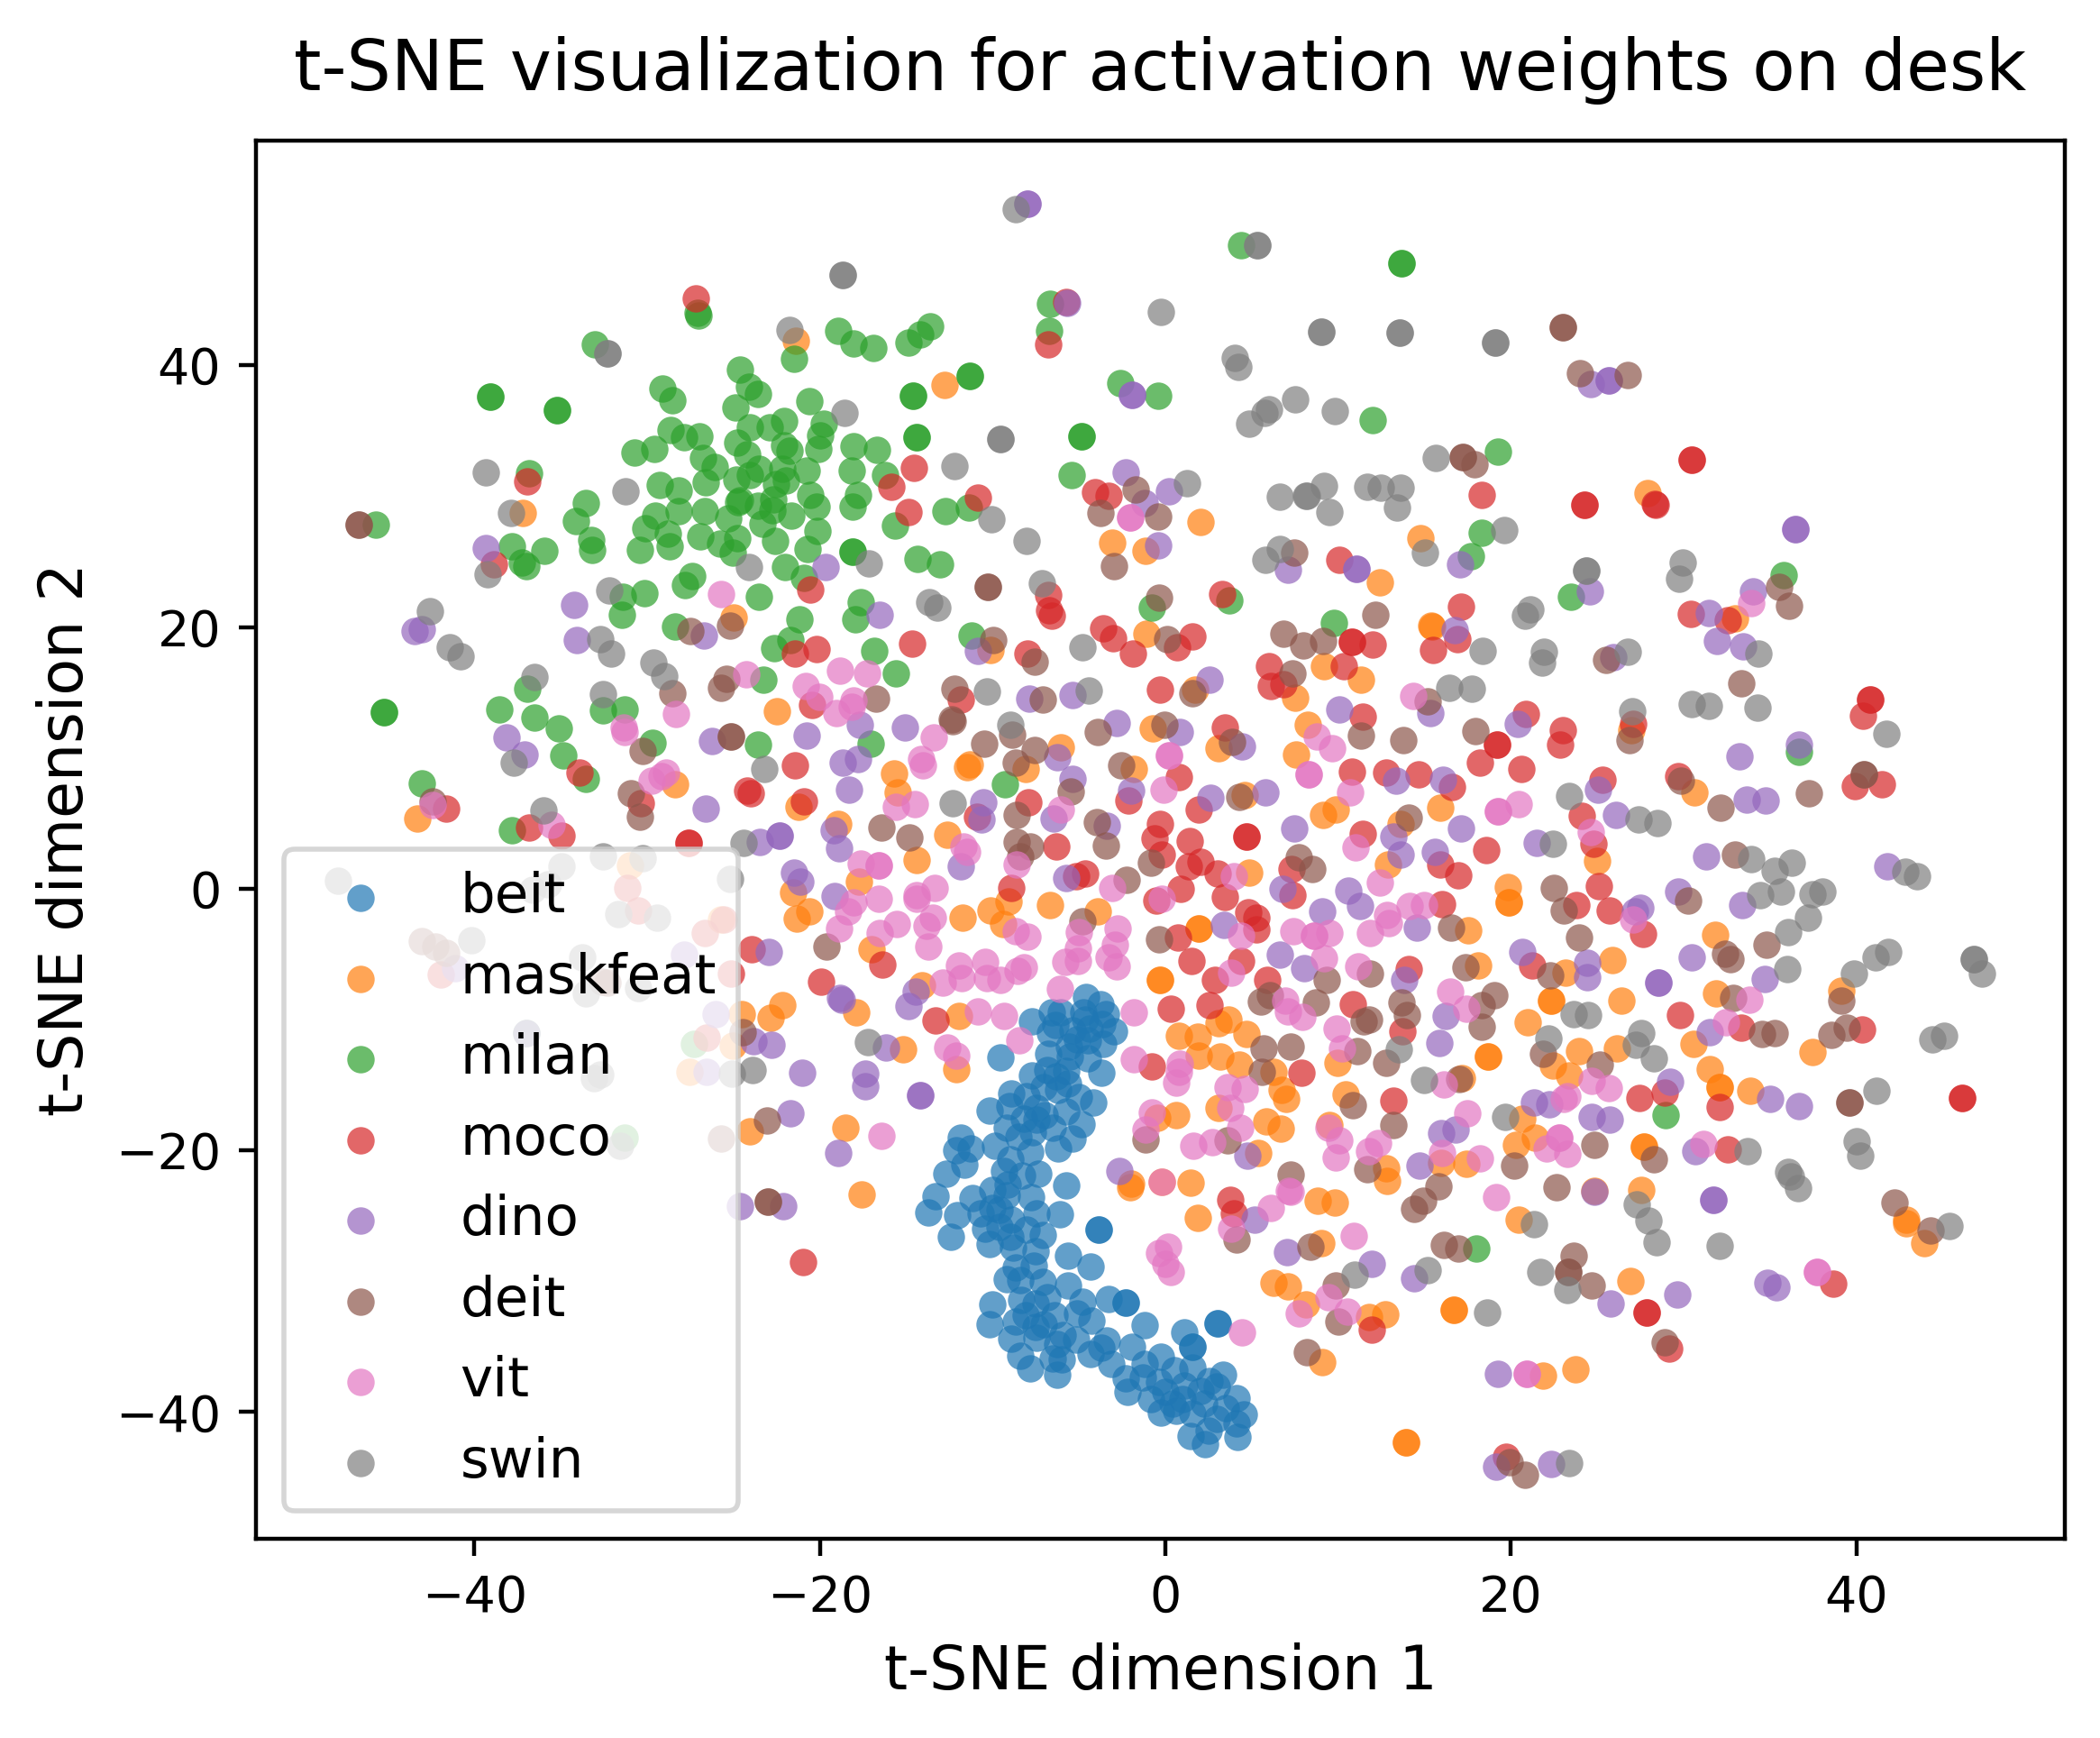 t-SNE visualization for activation weights on desk
t-SNE dimension 2
40
20
0
−20
−40
beit
maskfeat
milan
moco
dino
deit
vit
swin
−40
−20
0
20
40
t-SNE dimension 1